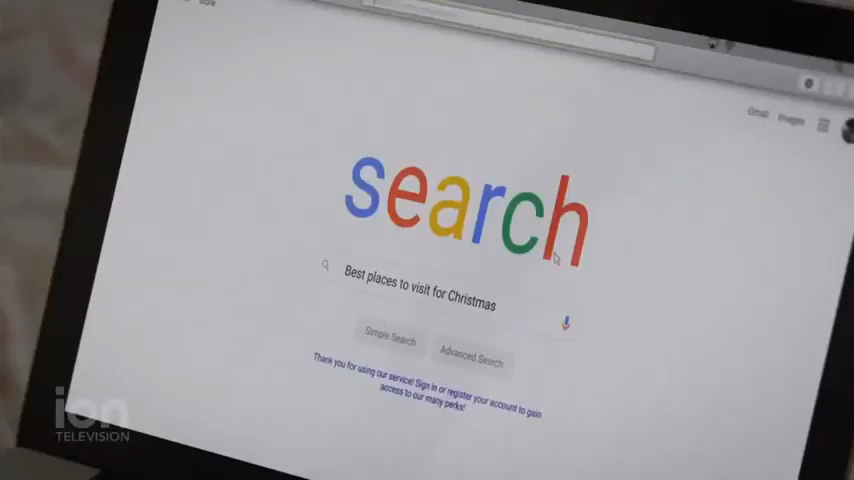 Store
Gmail Images
search
Best places to visit for Christmas
Simple Search Advanced Search
Thank you for using our service! Sign in or register your account to gain
access to our many perks!
ion
TELEVISION